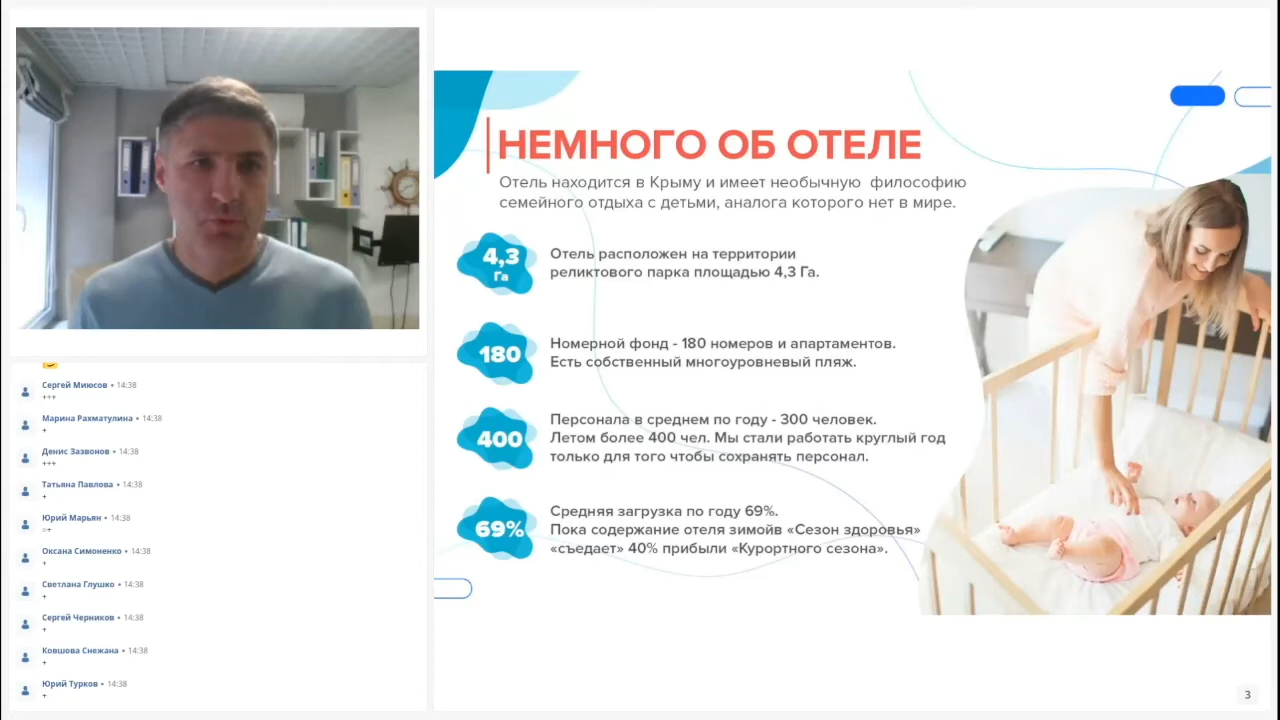 НЕМНОГО ОБ ОТЕЛЕ
Отель находится в Крыму и имеет необычную философию
семейного отдыха с детьми, аналога которого нет в мире.
4,3
Га
Отель расположен на территории
реликтового парка площадью 4,3 Га.
180
Номерной фонд - 180 номеров и апартаментов.
Есть собственный многоуровневый пляж.
400
Персонала в среднем по году - 300 человек.
Летом более 400 чел. Мы стали работать круглый год
только для того чтобы сохранять персонал.
69%
Средняя загрузка по году 69%.
Пока содержание отеля зимойв «Сезон здоровья»
«съедает» 40% прибыли «Курортного сезона».
3
Сергей Миюсов • 14:38
+++
Марина Рахматулина • 14:38
+
Денис Зазвонов • 14:38
+++
Татьяна Павлова • 14:38
+
Юрий Марьян • 14:38
=+
Оксана Симоненко • 14:38
+
Светлана Глушко • 14:38
+
Сергей Черников • 14:38
+
Ковшова Снежана • 14:38
+
Юрий Турков • 14:38
+